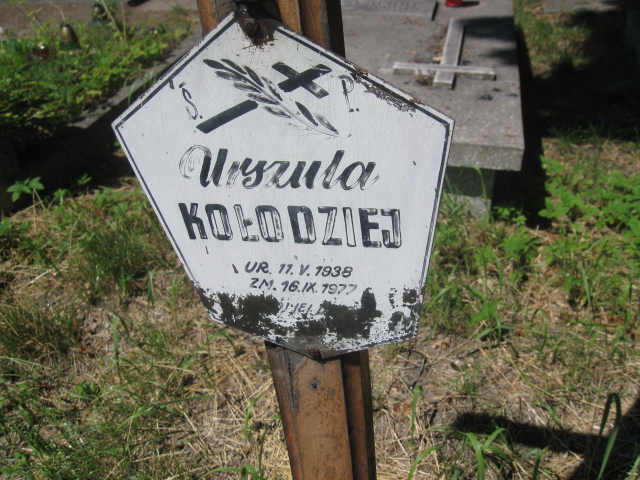 Ś. P.
Urszula
KOŁODZIEJ
UR. 11. V. 1938
ZM. 16. IX. 1977